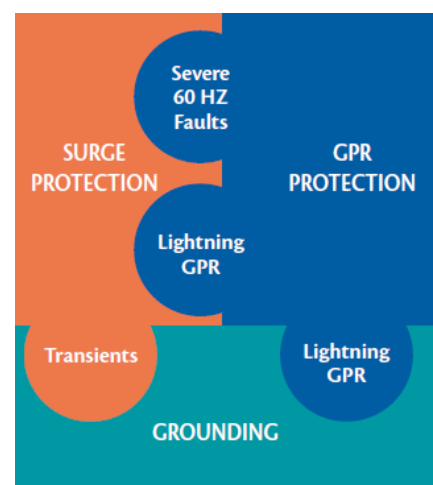 Severe
60 HZ
Faults
SURGE
PROTECTION
GPR
PROTECTION
Lightning
GPR
Transients
Lightning
GPR
GROUNDING